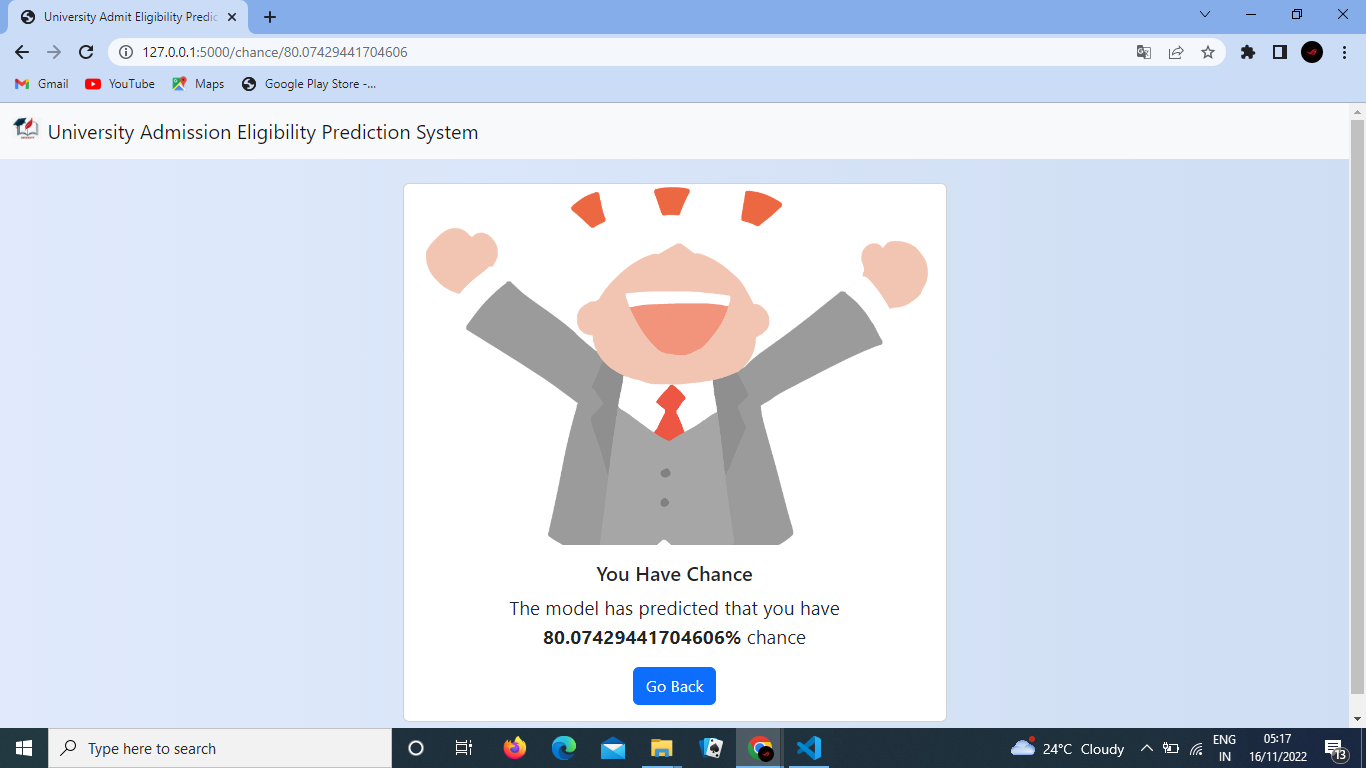 University Admit Eligibility Predic
127.0.0.1:5000/chance/80.07429441704606
Gmail YouTube Maps Google Play Store -...
University Admission Eligibility Prediction System
You Have Chance
The model has predicted that you have
80.07429441704606% chance
Go Back
Type here to search
24°C Cloudy
ENG
IN
05:17
16/11/2022
13